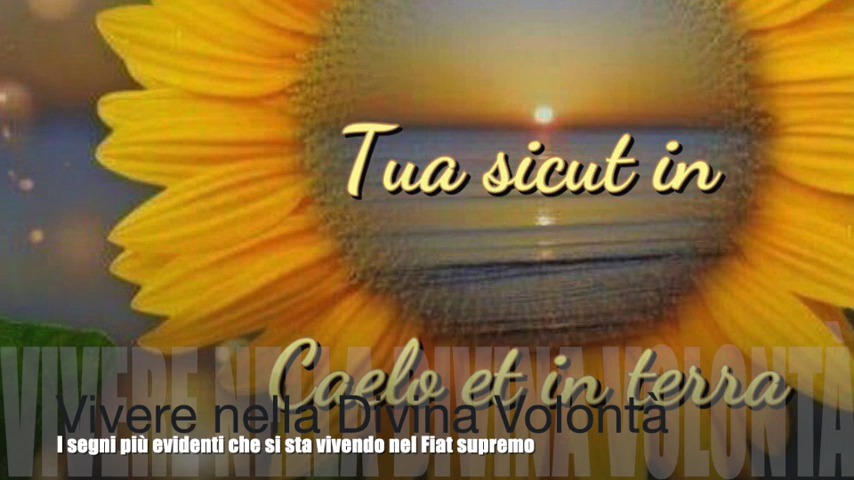 Tua sicut in
Caelo et in terra
VIVERE NELLA DIVINA VOLONTÀ
Vivere nella Divina Volontà
I segni più evidenti che si sta vivendo nel Fiat supremo